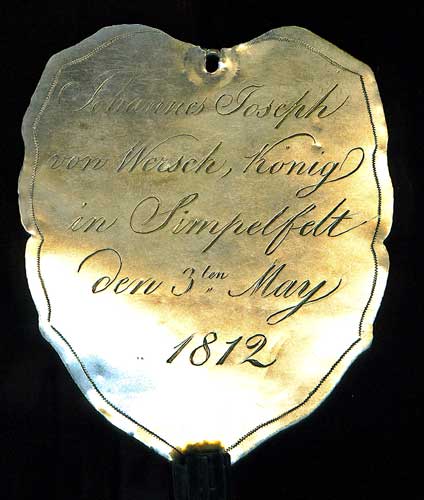 Johannes Joseph
von Wersch, König
in Simpelfelt
den 3ten May
1812